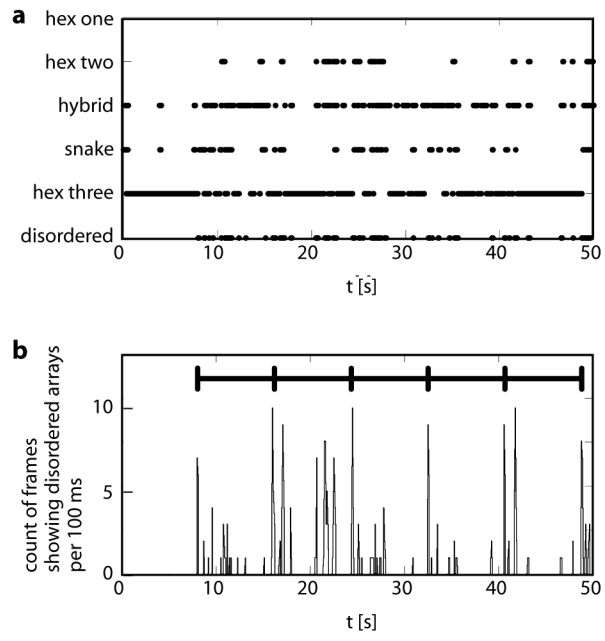 a
hex one
hex two
hybrid
snake
hex three
disordered
0 10 20 30 40 50
t [s]
b
count of frames
showing disordered arrays
per 100 ms
10
5
0
0 10 20 30 40 50
t [s]